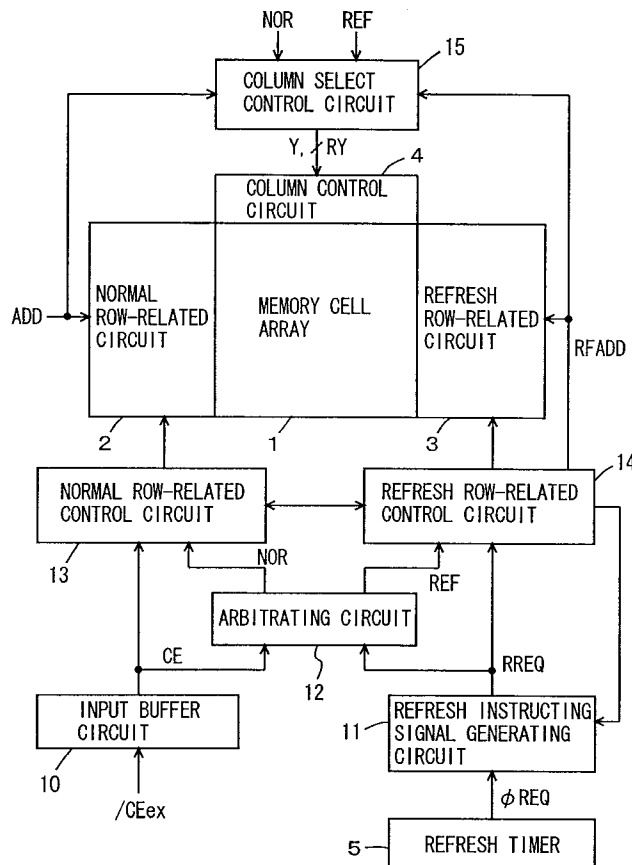 NOR REF
15
COLUMN SELECT
CONTROL CIRCUIT
Y, RY
4
COLUMN CONTROL
CIRCUIT
NORMAL
ROW-RELATED
CIRCUIT
MEMORY CELL
ARRAY
REFRESH
ROW-RELATED
CIRCUIT
ADD
RFADD
2
1
3
14
NORMAL ROW-RELATED
CONTROL CIRCUIT
REFRESH ROW-RELATED
CONTROL CIRCUIT
13
NOR
REF
ARBITRATING CIRCUIT
CE
12
RREQ
INPUT BUFFER
CIRCUIT
11
REFRESH INSTRUCTING
SIGNAL GENERATING
CIRCUIT
10
/CEex
φREQ
5
REFRESH TIMER